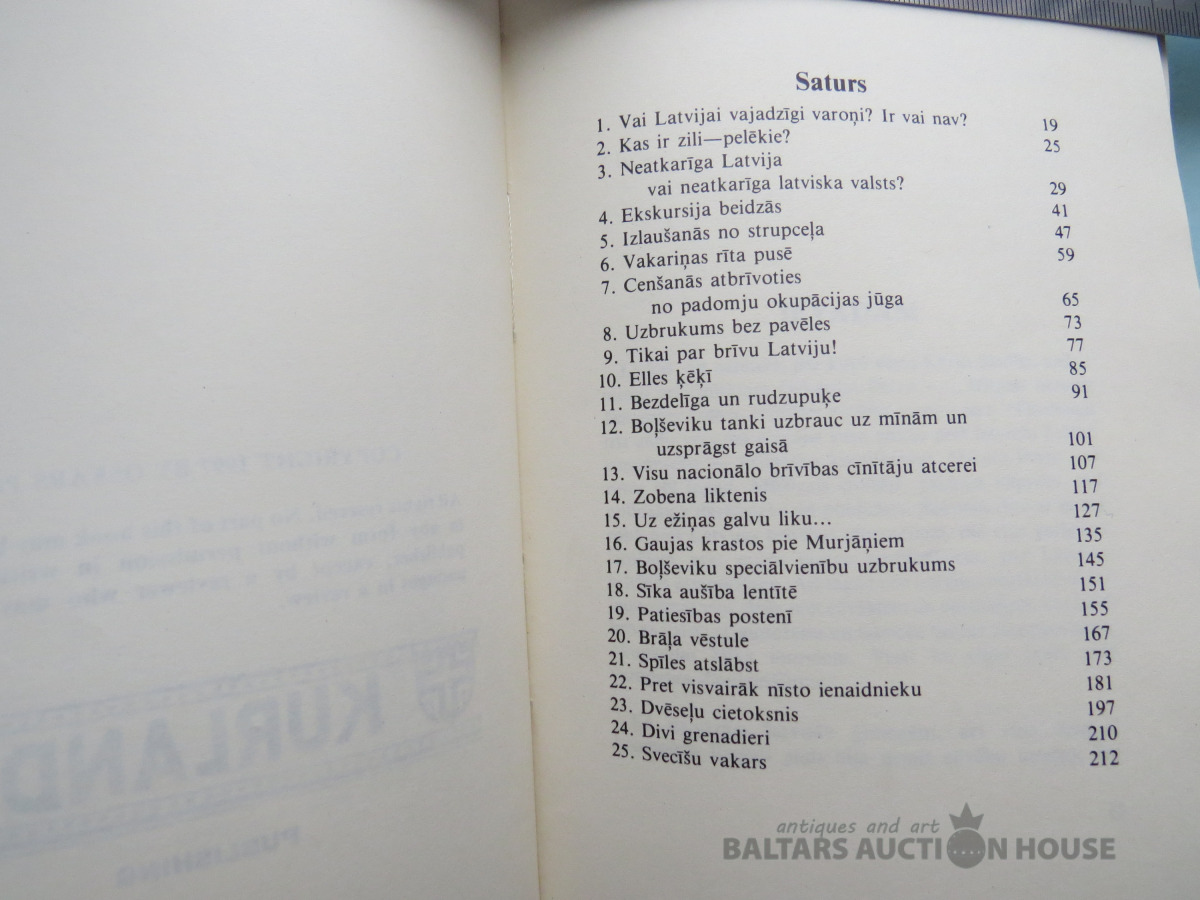 Saturs
1. Vai Latvijai vajadzīgi varoņi? Ir vai nav? 19
2. Kas ir zili—pelēkie? 25
3. Neatkarīga Latvija
vai neatkarīga latviska valsts? 29
4. Ekskursija beidzās 41
5. Izlaušanās no strupceļa 47
6. Vakariņas rīta pusē 59
7. Cenšanās atbrīvoties
no padomju okupācijas jūga 65
8. Uzbrukums bez pavēles 73
9. Tikai par brīvu Latviju! 77
10. Elles ķēķī 85
11. Bezdelīga un rudzupuķe 91
12. Boļševiku tanki uzbrauc uz mīnām un
uzsprāgst gaisā 101
13. Visu nacionālo brīvības cīnītāju atcerei 107
14. Zobena liktenis 117
15. Uz ežiņas galvu liku... 127
16. Gaujas krastos pie Murjāņiem 135
17. Boļševiku speciālvienību uzbrukums 145
18. Sīka aušība lentītē 151
19. Patiesības postenī 155
20. Brāļa vēstule 167
21. Spīles atslābst 173
22. Pret visvairāk nīsto ienaidnieku 181
23. Dvēseļu cietoksnis 197
24. Divi grenadieri 210
25. Svecīšu vakars 212
KURLAND
PUBLISHING
antiques and art
BALTARS AUCTION HOUSE